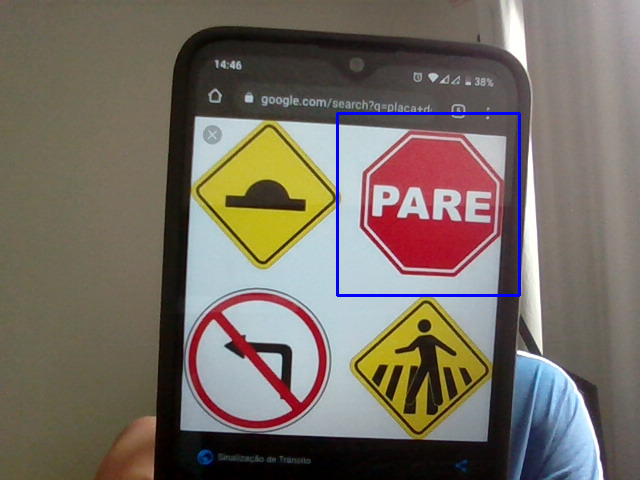 14:46
38%
google.com/search?q=placa+d
PARE
Sinalização de Trânsito